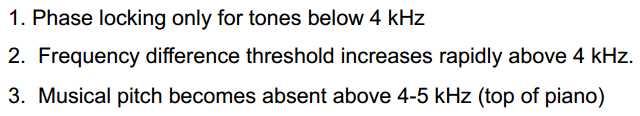 1. Phase locking only for tones below 4 kHz
2. Frequency difference threshold increases rapidly above 4 kHz.
3. Musical pitch becomes absent above 4-5 kHz (top of piano)